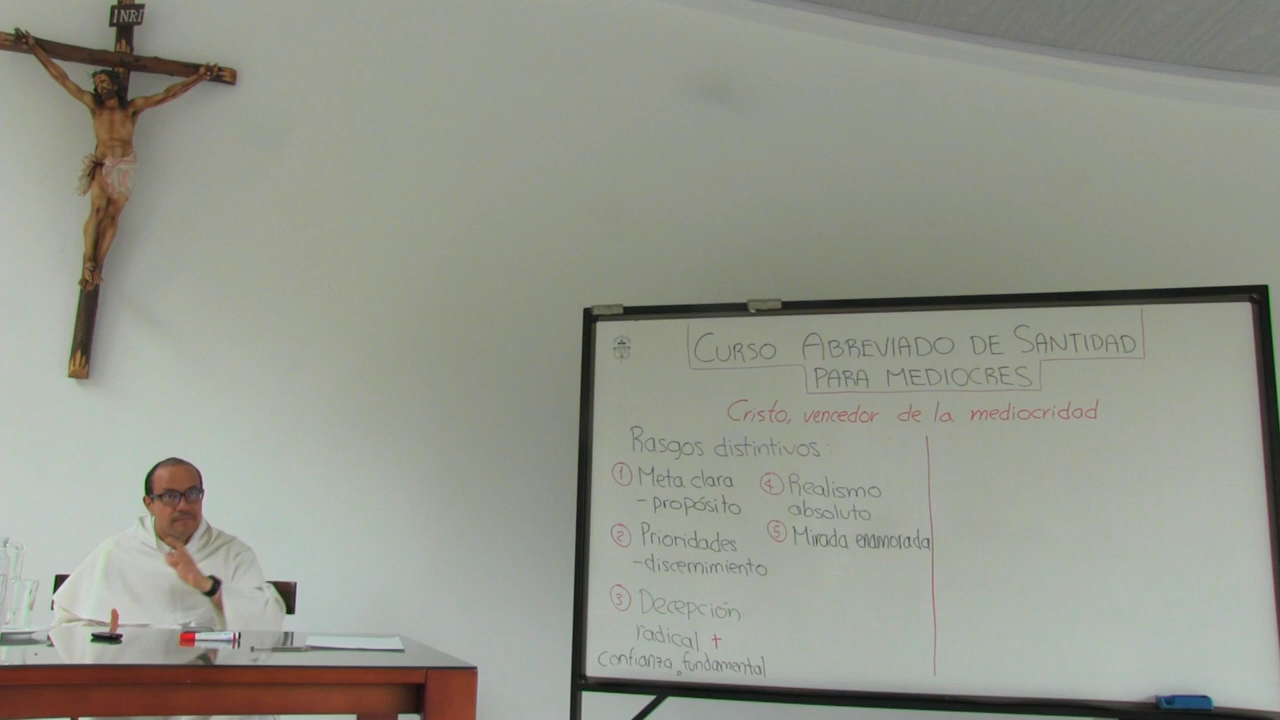 INRI
CURSO ABREVIADO DE SANTIDAD
PARA MEDIOCRES
Cristo, vencedor de la mediocridad
Rasgos distintivos:
1 Meta clara
- propósito
2 Prioridades
- discernimiento
3 Decepción
radical +
confianza fundamental
4 Realismo
absoluto
5 Mirada enamorada